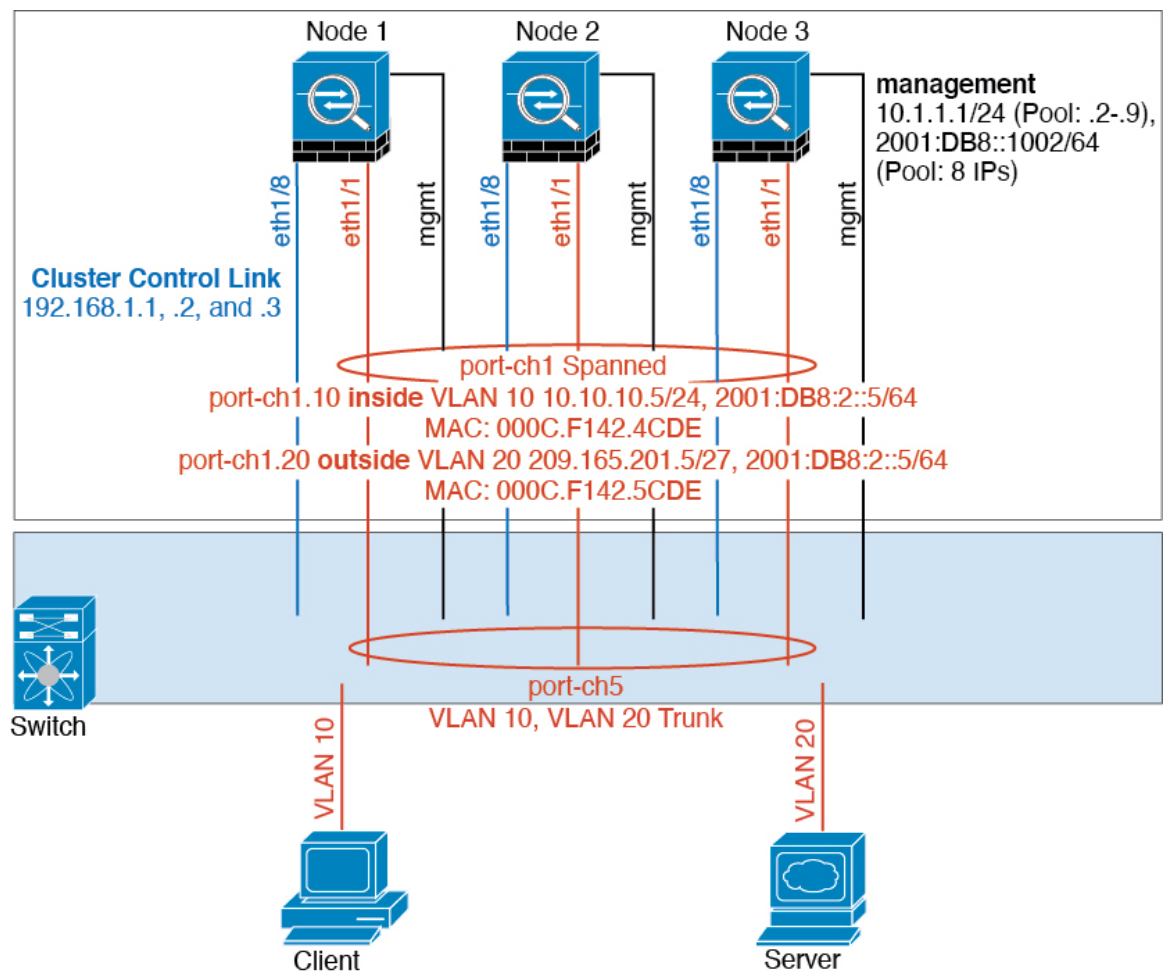 Node 1
Node 2
Node 3
management
10.1.1.1/24 (Pool: .2-.9),
2001:DB8::1002/64
(Pool: 8 IPs)
eth1/8
eth1/1
mgmt
eth1/8
eth1/1
mgmt
eth1/8
eth1/1
mgmt
Cluster Control Link
192.168.1.1, .2, and .3
port-ch1 Spanned
port-ch1.10 inside VLAN 10 10.10.10.5/24, 2001:DB8:2::5/64
MAC: 000C.F142.4CDE
port-ch1.20 outside VLAN 20 209.165.201.5/27, 2001:DB8:2::5/64
MAC: 000C.F142.5CDE
port-ch5
VLAN 10, VLAN 20 Trunk
Switch
VLAN 10
VLAN 20
Client
Server